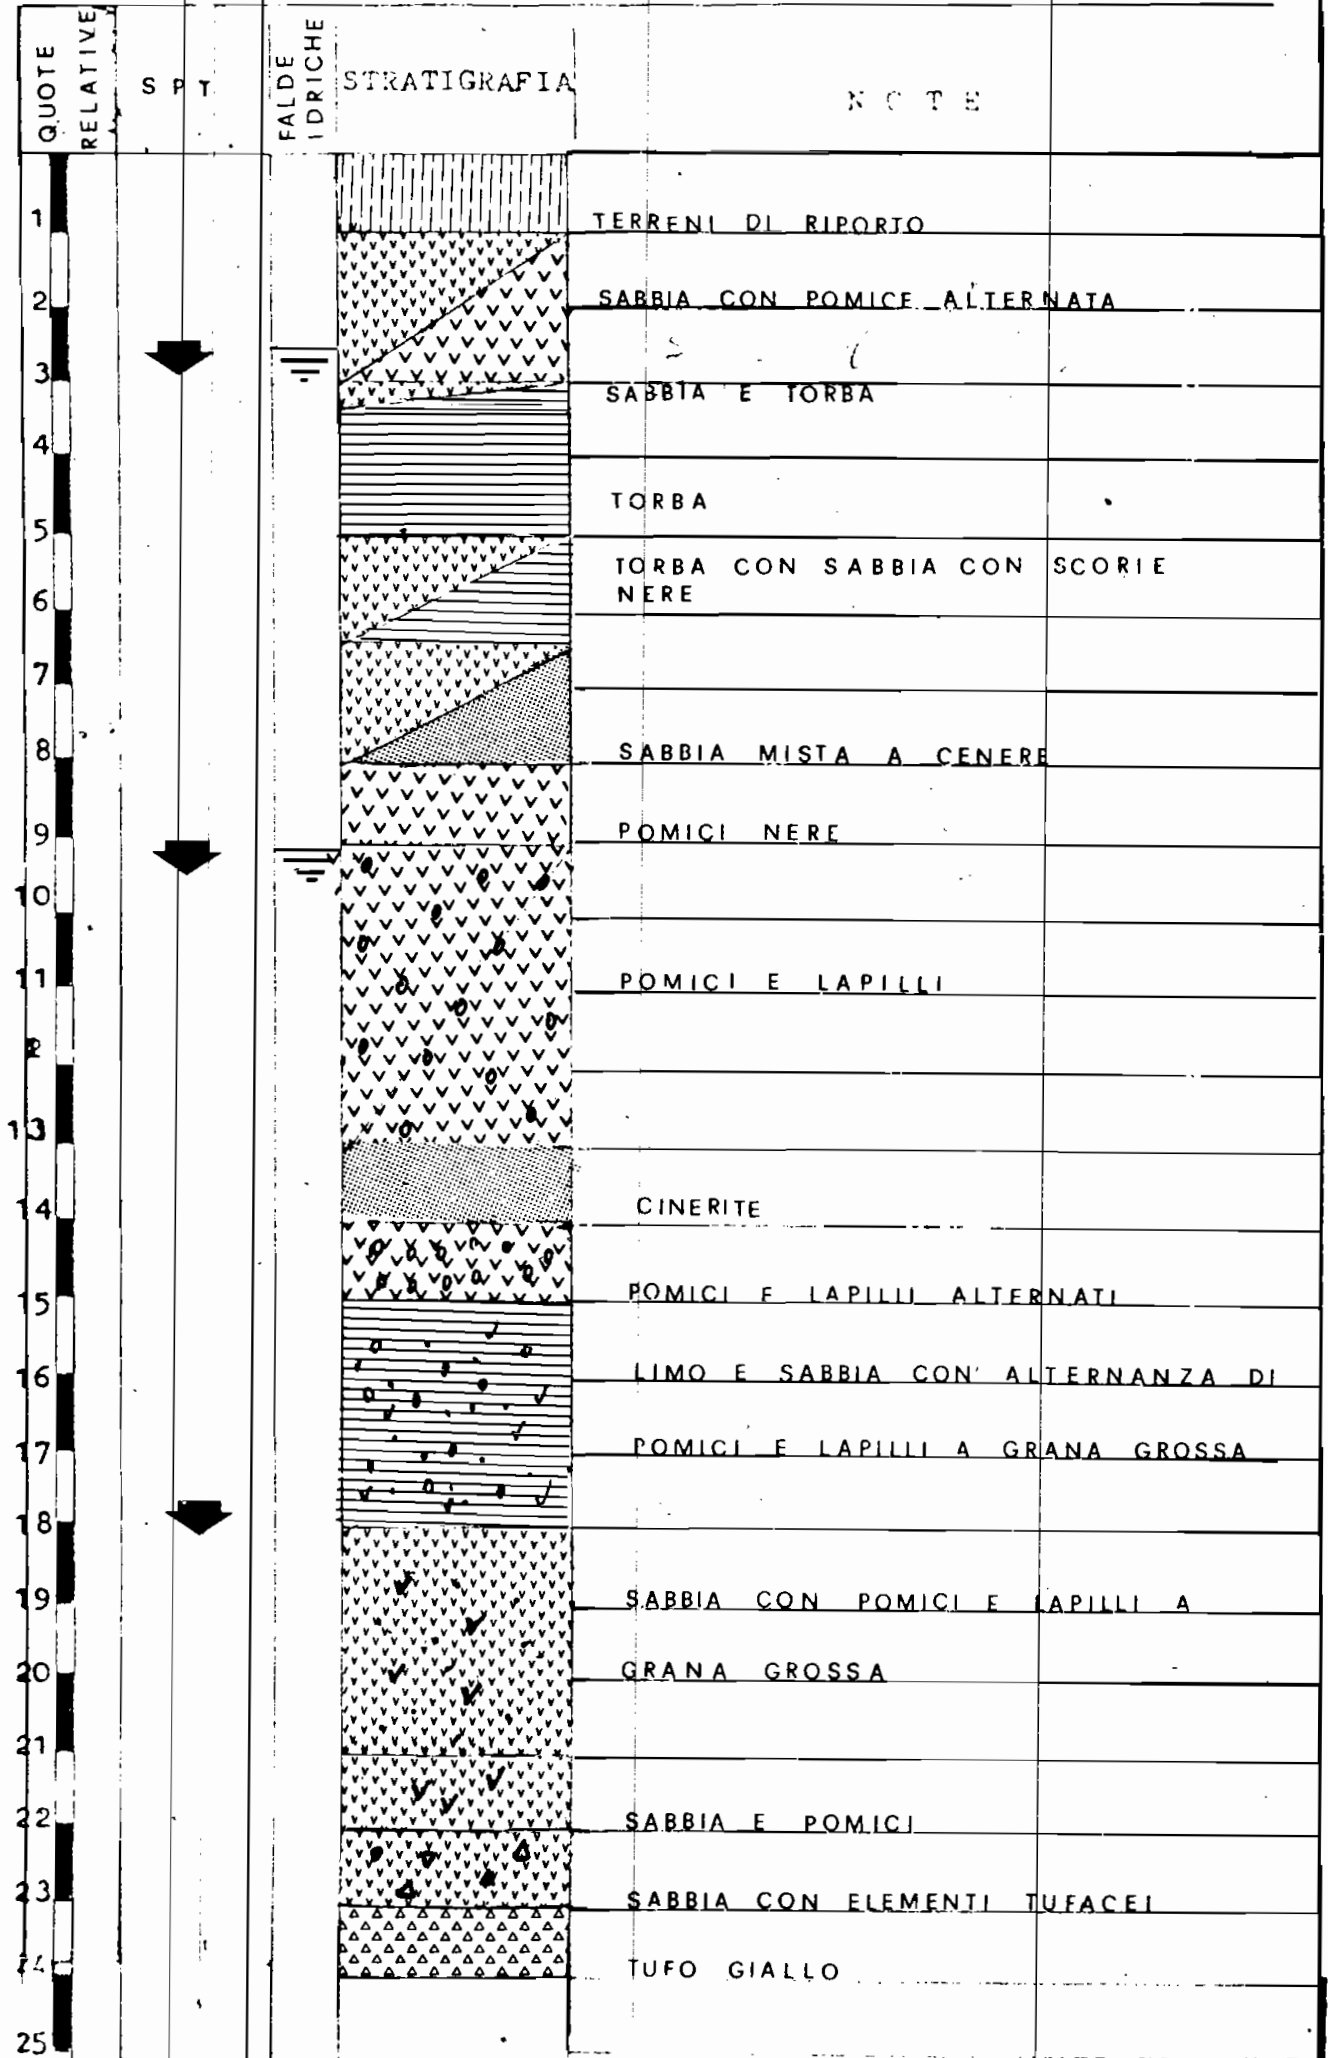 QUOTE RELATIVE
SPT
FALDE IDRICHE
STRATIGRAFIA
NOTE
1
TERRENI DI RIPORTO
2
SABBIA CON POMICE ALTERNATA
3
SABBIA E TORBA
4
TORBA
5
TORBA CON SABBIA CON SCORIE
NERE
6
7
8
SABBIA MISTA A CENERE
9
POMICI NERE
10
11
POMICI E LAPILLI
13
14
CINERITE
15
POMICI E LAPILLI ALTERNATI
16
LIMO E SABBIA CON' ALTERNANZA DI
17
POMICI E LAPILLI A GRANA GROSSA
18
19
SABBIA CON POMICI E LAPILLI A
20
GRANA GROSSA
21
22
SABBIA E POMICI
23
SABBIA CON ELEMENTI TUFACEI
24
TUFO GIALLO
25